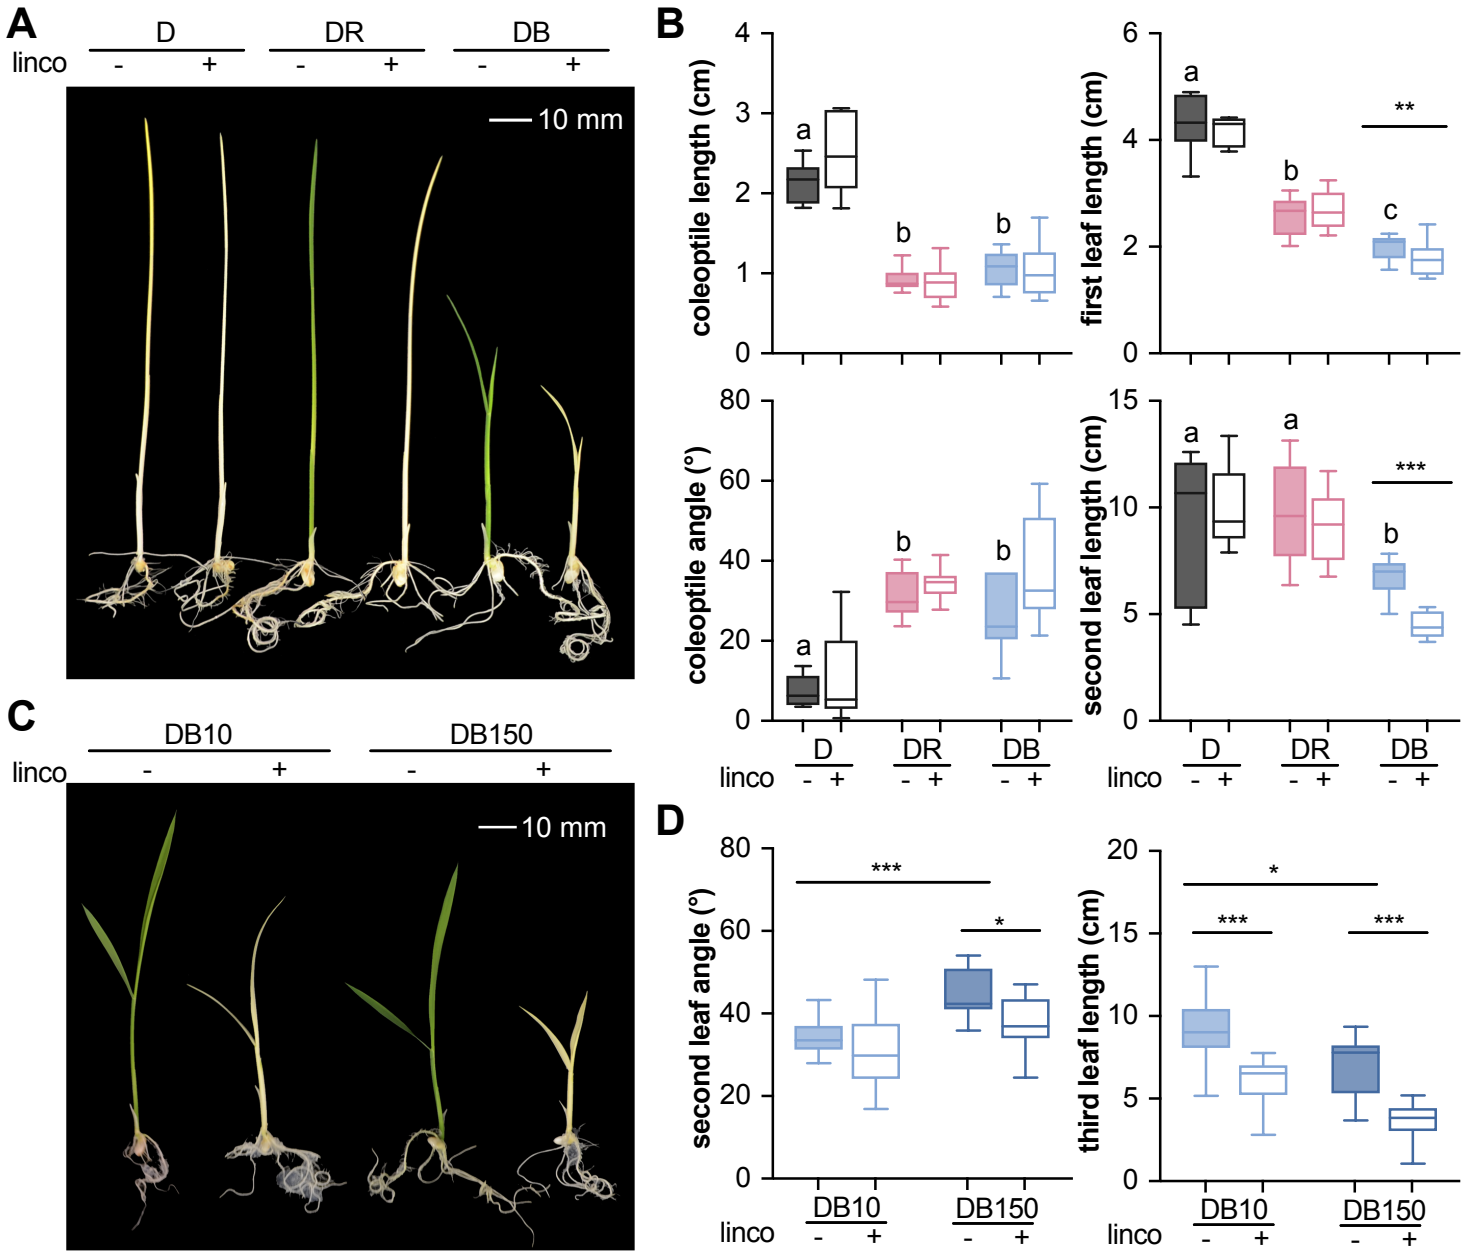 A
D DR DB
linco - + - + - +
10 mm
B
coleoptile length (cm)
4
3
2
1
0
a
b
b
first leaf length (cm)
6
4
2
0
a
b
c
**
coleoptile angle (°)
80
60
40
20
0
a
b
b
D DR DB
linco - + - + - +
second leaf length (cm)
15
10
5
0
a
a
b
***
D DR DB
linco - + - + - +
C
DB10 DB150
linco - + - +
10 mm
D
second leaf angle (°)
80
60
40
20
0
***
*
DB10 DB150
linco - + - +
third leaf length (cm)
20
15
10
5
0
*
*** ***
DB10 DB150
linco - + - +